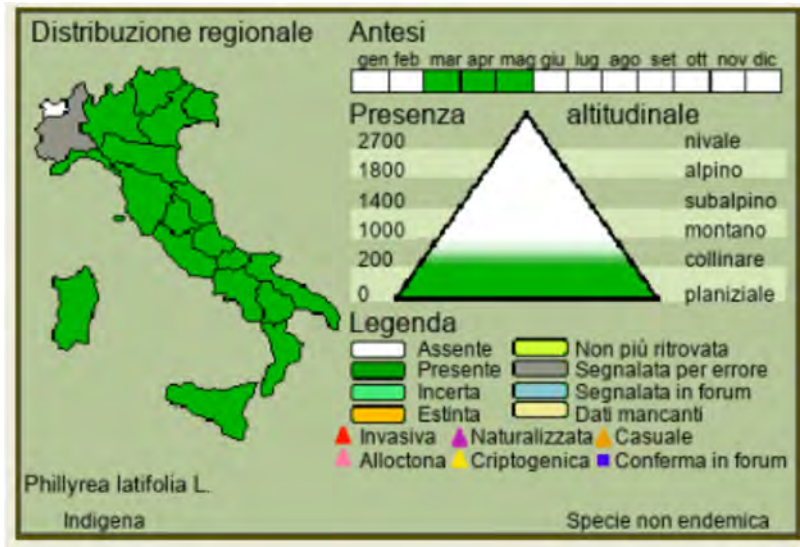 Distribuzione regionale
Antesi
gen feb mar apr mag giu lug ago set ott nov dic
Presenza altitudinale
2700 nivale
1800 alpino
1400 subalpino
1000 montano
200 collinare
0 planiziale
Legenda
Assente Non più ritrovata
Presente Segnalata per errore
Incerta Segnalata in forum
Estinta Dati mancanti
Invasiva Naturalizzata Casuale
Alloctona Criptogenica Conferma in forum
Phillyrea latifolia L.
Indigena
Specie non endemica